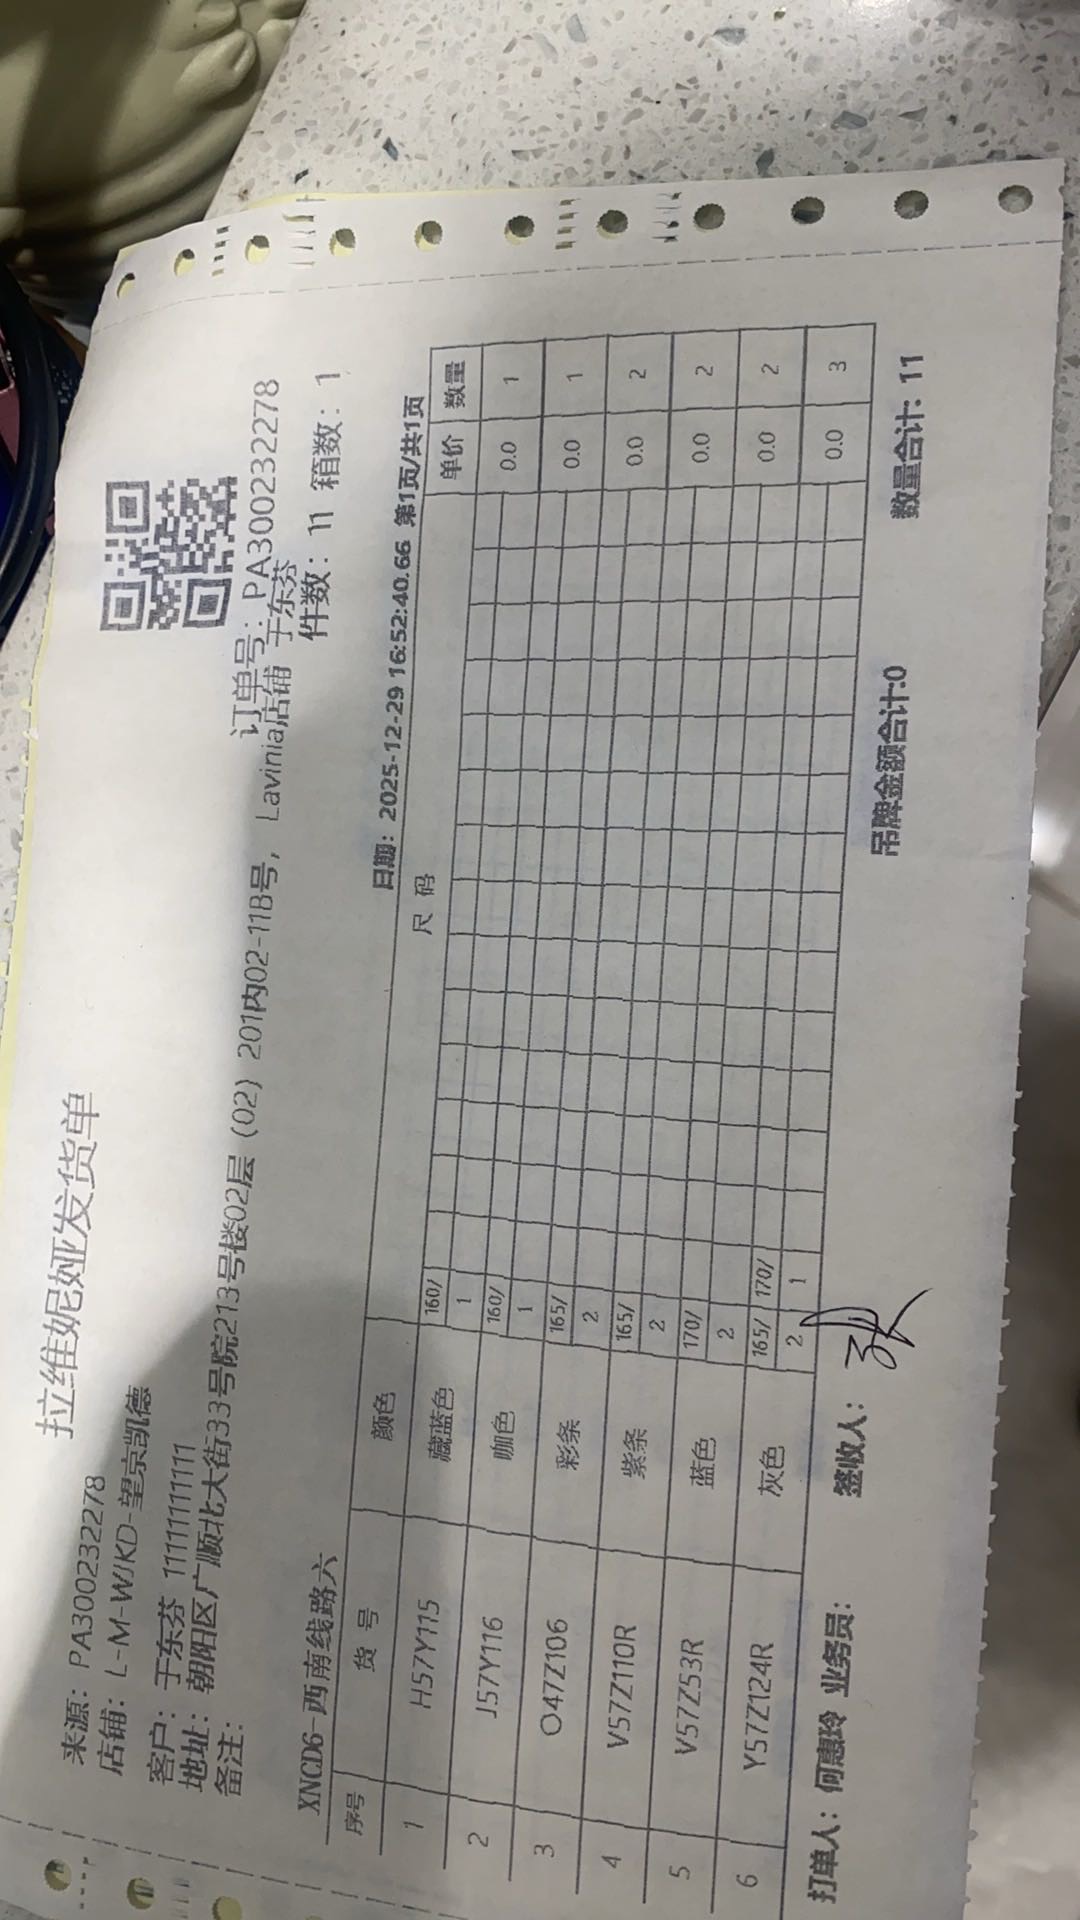 拉维妮娅发货单
来源：PA300232278
店铺：L-M-WJKD-望京凯德
订单号：PA300232278
客户：于东芬 11111111111
地址：朝阳区广顺北大街33号院213号楼02层（02）201内02-11B号， Lavinia店铺 于东芬
备注：
件数：11 箱数：1
XNCD6-西南线路六
日期：2025-12-29 16:52:40.66 第1页/共1页
序号 货号 颜色 尺码 单价 数量
1 H57Y115 藏蓝色 160/ 1 0.0 1
2 J57Y116 咖色 160/ 1 0.0 1
3 O47Z106 彩条 165/ 2 0.0 2
4 V57Z110R 紫条 165/ 2 0.0 2
5 V57Z53R 蓝色 170/ 2 0.0 2
6 Y57Z124R 灰色 165/ 2 170/ 1 0.0 3
打单人：何惠玲 业务员： 签收人： 吊牌金额合计:0 数量合计: 11